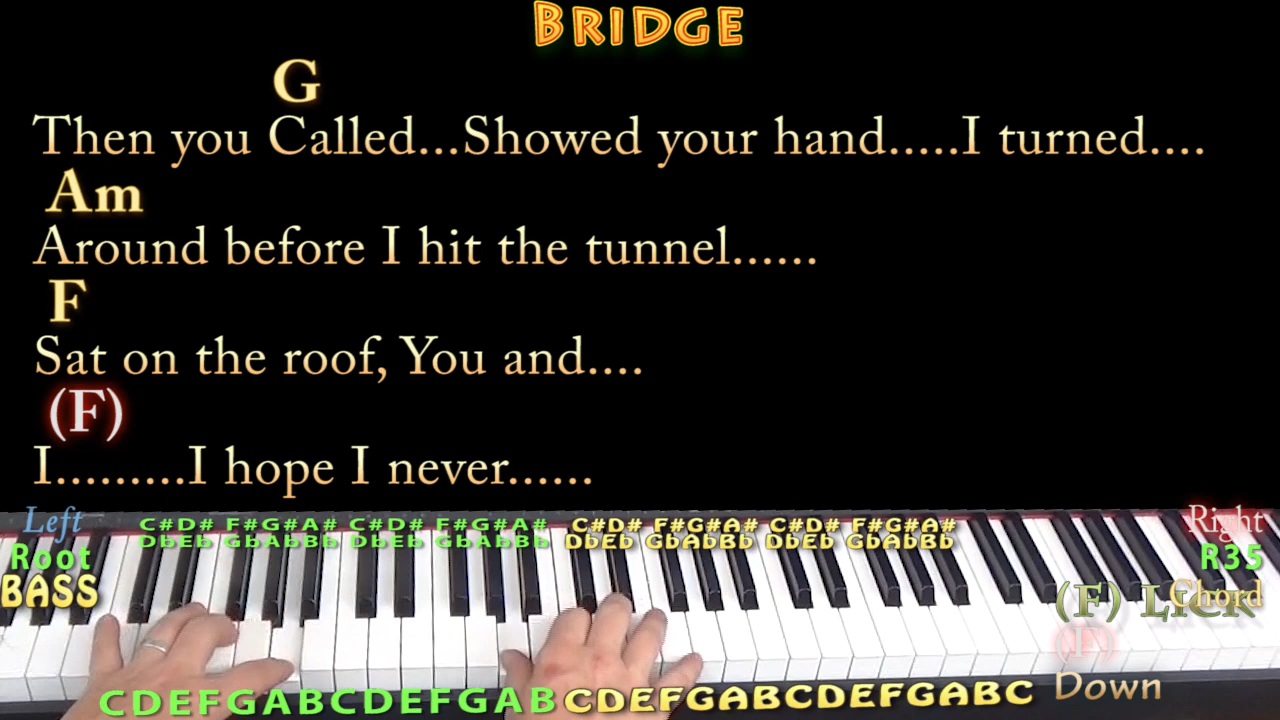 BRIDGE
G
Then you Called...Showed your hand.....I turned....
Am
Around before I hit the tunnel......
F
Sat on the roof, You and....
(F)
I.........I hope I never......
Left
Root
BASS
C#D# F#G#A# C#D# F#G#A# C#D# F#G#A# C#D# F#G#A#
DbEb GbAbBb DbEb GbAbBb DbEb GbAbBb DbEb GbAbBb
Right
R35
Chord
(F) LICK
(F)
Down
CDEFGABCDEFGAB CDEFGABCDEFGABC